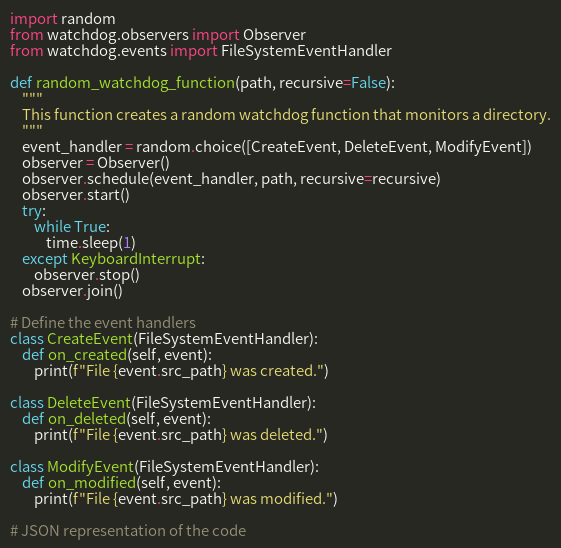 import random
from watchdog.observers import Observer
from watchdog.events import FileSystemEventHandler

def random_watchdog_function(path, recursive=False):
    """
    This function creates a random watchdog function that monitors a directory.
    """
    event_handler = random.choice([CreateEvent, DeleteEvent, ModifyEvent])
    observer = Observer()
    observer.schedule(event_handler, path, recursive=recursive)
    observer.start()
    try:
        while True:
            time.sleep(1)
    except KeyboardInterrupt:
        observer.stop()
    observer.join()

# Define the event handlers
class CreateEvent(FileSystemEventHandler):
    def on_created(self, event):
        print(f"File {event.src_path} was created.")

class DeleteEvent(FileSystemEventHandler):
    def on_deleted(self, event):
        print(f"File {event.src_path} was deleted.")

class ModifyEvent(FileSystemEventHandler):
    def on_modified(self, event):
        print(f"File {event.src_path} was modified.")

# JSON representation of the code